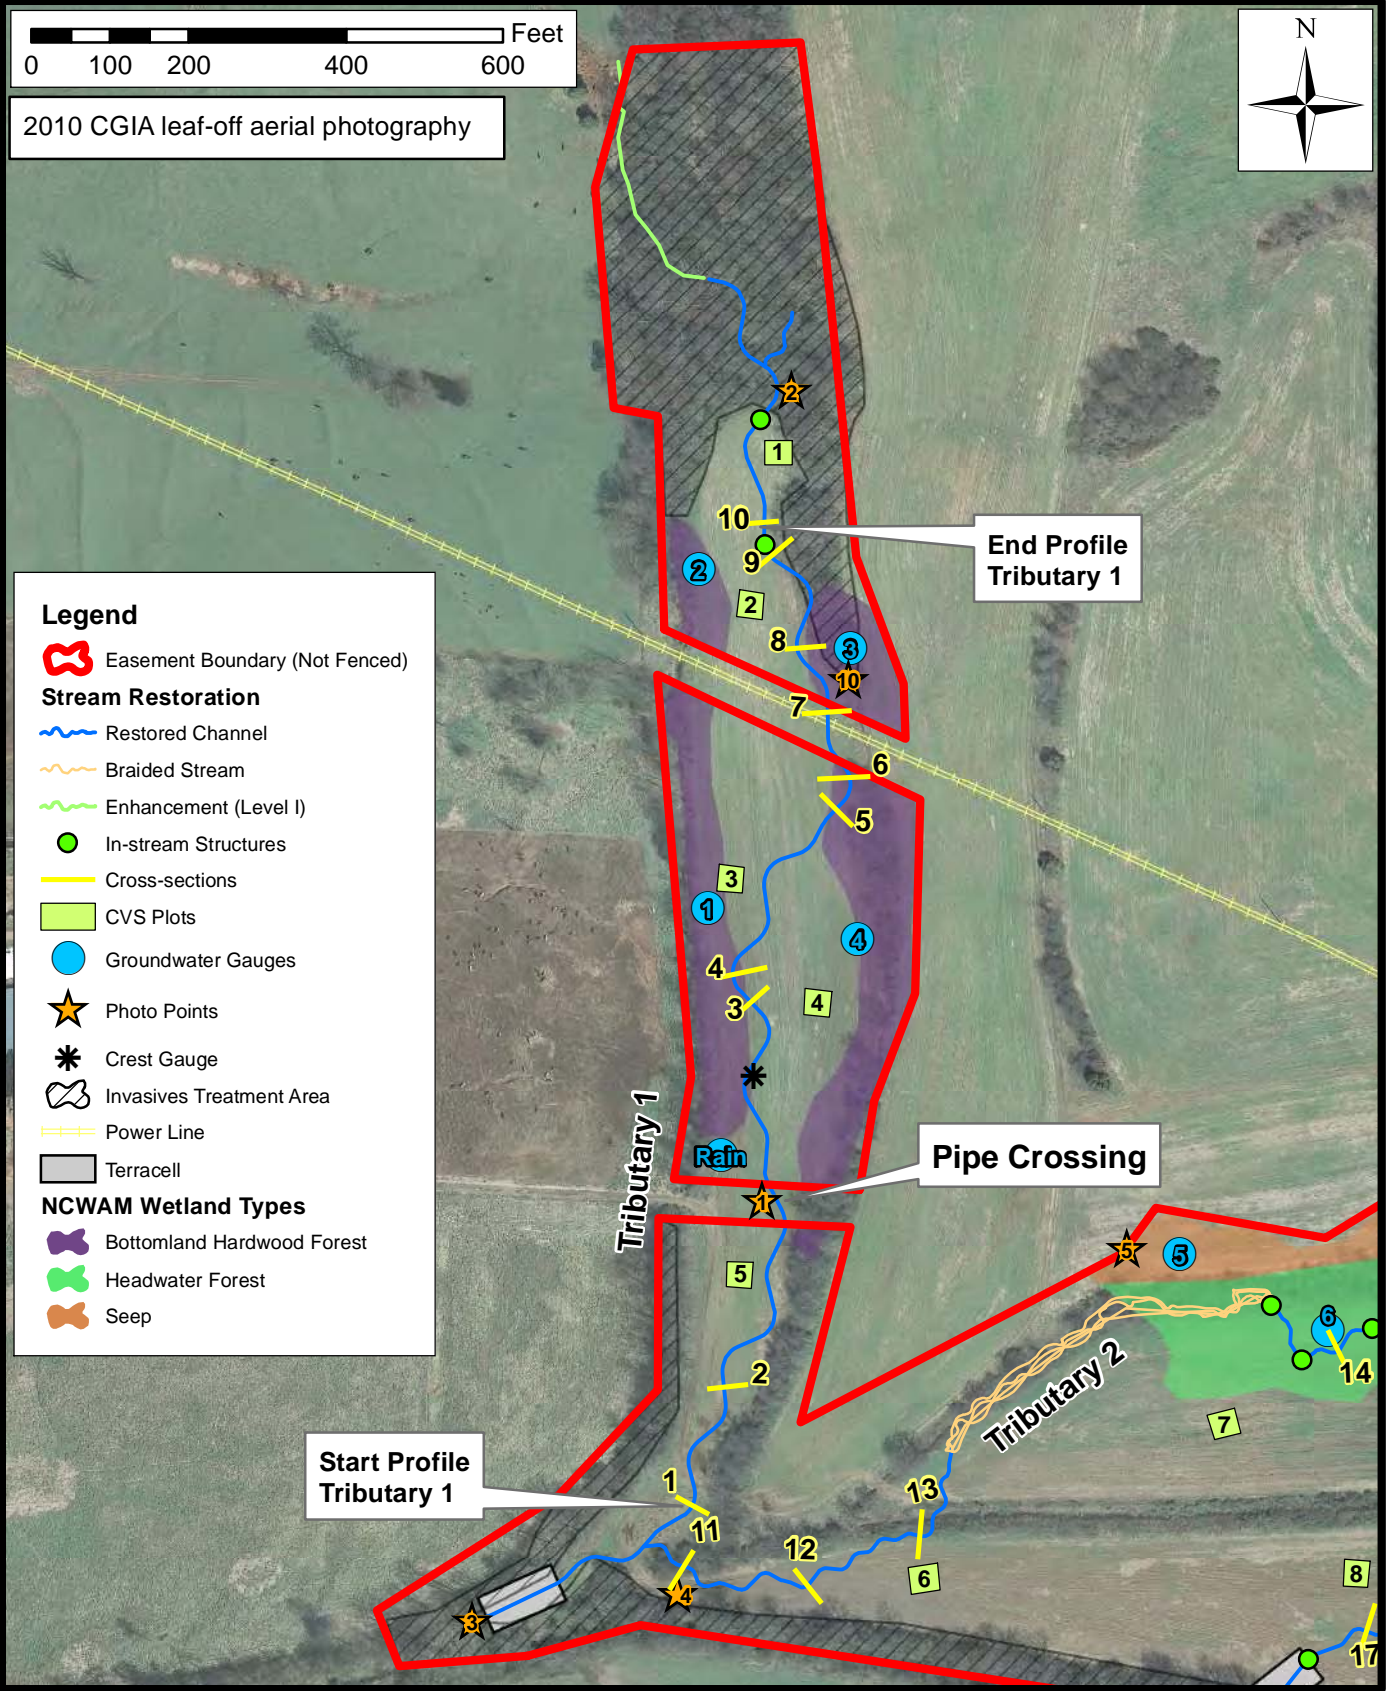 Feet
0 100 200 400 600
2010 CGIA leaf-off aerial photography
N
2
1
10
End Profile
Tributary 1
9
2
2
8
3
10
7
6
5
3
1
4
4
3
4
Rain
Tributary 1
Pipe Crossing
1
5
5
5
6
14
Tributary 2
2
7
Start Profile
Tributary 1
1
11
13
12
6
8
4
3
17
Legend
Easement Boundary (Not Fenced)
Stream Restoration
Restored Channel
Braided Stream
Enhancement (Level I)
In-stream Structures
Cross-sections
CVS Plots
Groundwater Gauges
Photo Points
Crest Gauge
Invasives Treatment Area
Power Line
Terracell
NCWAM Wetland Types
Bottomland Hardwood Forest
Headwater Forest
Seep